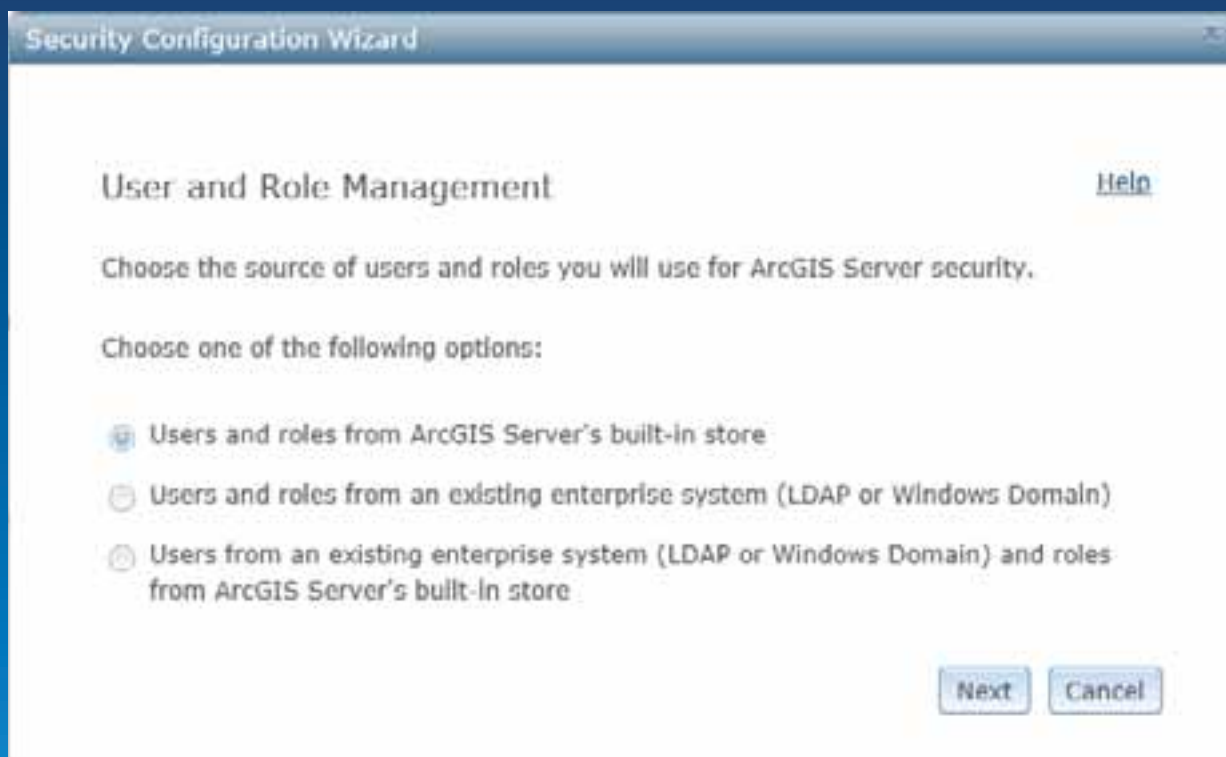 Security Configuration Wizard
User and Role Management
Help
Choose the source of users and roles you will use for ArcGIS Server security.
Choose one of the following options:
Users and roles from ArcGIS Server's built-in store
Users and roles from an existing enterprise system (LDAP or Windows Domain)
Users from an existing enterprise system (LDAP or Windows Domain) and roles
from ArcGIS Server's built-in store
Next
Cancel